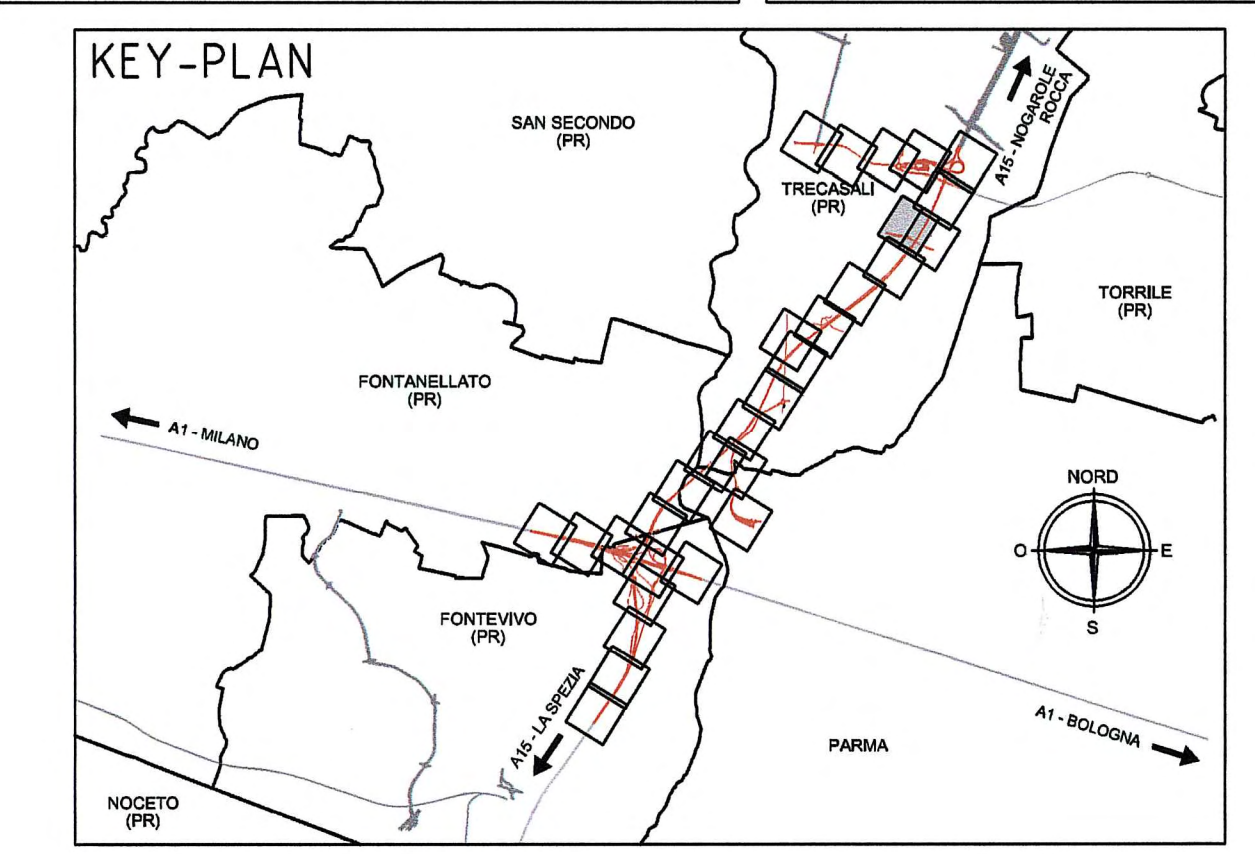 KEY-PLAN
SAN SECONDO
(PR)
A15 - NOGAROLE
ROCCA
TRECASALI
(PR)
TORRILE
(PR)
FONTANELLATO
(PR)
A1 - MILANO
NORD
O
E
S
FONTEVIVO
(PR)
A15 - LA SPEZIA
A1 - BOLOGNA
PARMA
NOCETO
(PR)